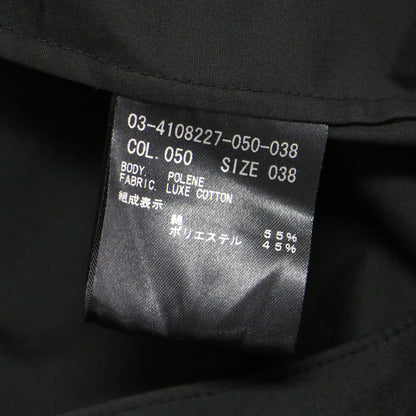 03-4108227-050-038
COL. 050 SIZE 038
BODY. POLENE
FABRIC. LUXE COTTON
組成表示
綿 55%
ポリエステル 45%